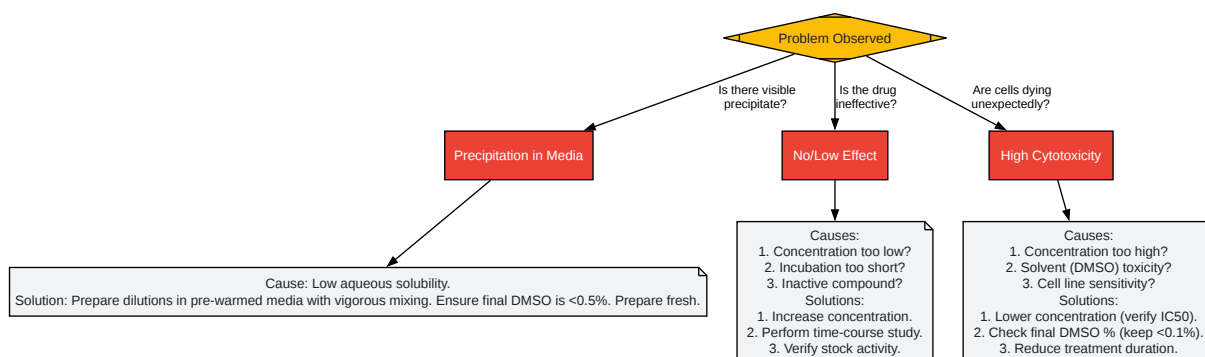 Problem Observed
Is there visible
precipitate?
Is the drug
ineffective?
Are cells dying
unexpectedly?
Precipitation in Media
No/Low Effect
High Cytotoxicity
Cause: Low aqueous solubility.
Solution: Prepare dilutions in pre-warmed media with vigorous mixing. Ensure final DMSO is <0.5%. Prepare fresh.
Causes:
1. Concentration too low?
2. Incubation too short?
3. Inactive compound?
Solutions:
1. Increase concentration.
2. Perform time-course study.
3. Verify stock activity.
Causes:
1. Concentration too high?
2. Solvent (DMSO) toxicity?
3. Cell line sensitivity?
Solutions:
1. Lower concentration (verify IC50).
2. Check final DMSO % (keep <0.1%).
3. Reduce treatment duration.